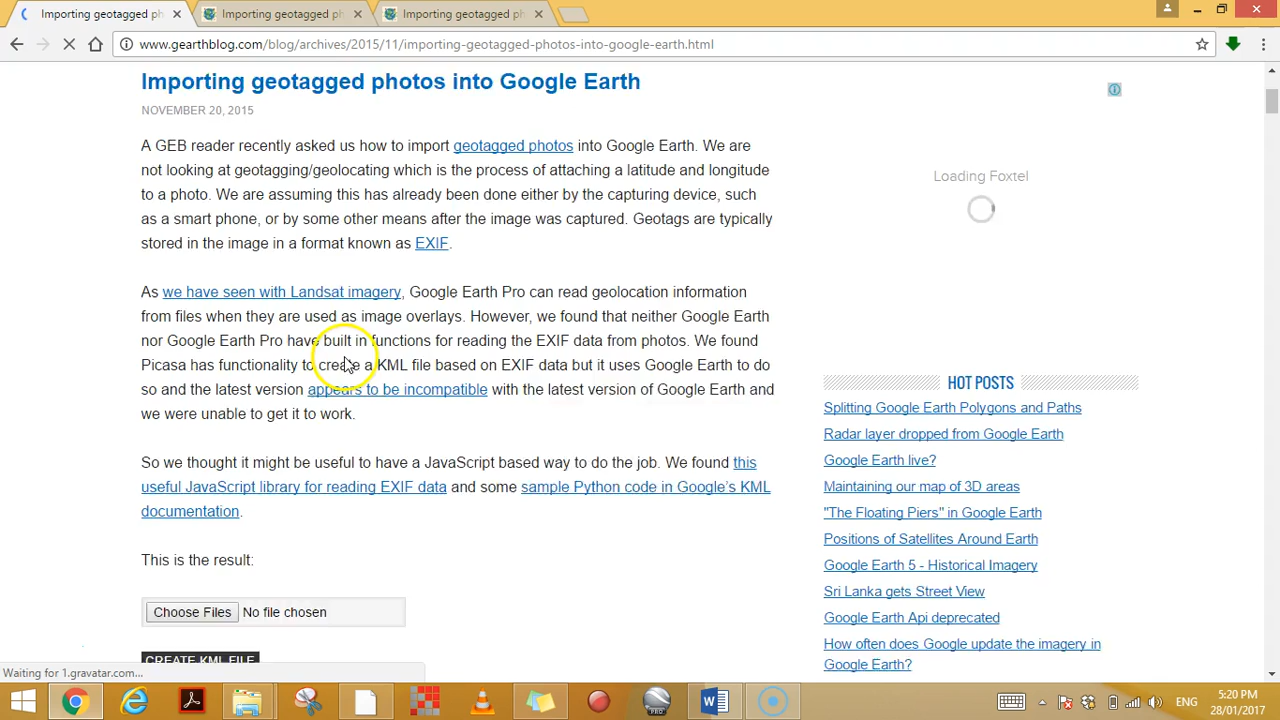 Importing geotagged ph
Importing geotagged ph
Importing geotagged ph
www.gearthblog.com/blog/archives/2015/11/importing-geotagged-photos-into-google-earth.html
Importing geotagged photos into Google Earth
NOVEMBER 20, 2015
A GEB reader recently asked us how to import geotagged photos into Google Earth. We are
not looking at geotagging/geolocating which is the process of attaching a latitude and longitude
to a photo. We are assuming this has already been done either by the capturing device, such
as a smart phone, or by some other means after the image was captured. Geotags are typically
stored in the image in a format known as EXIF.
As we have seen with Landsat imagery, Google Earth Pro can read geolocation information
from files when they are used as image overlays. However, we found that neither Google Earth
nor Google Earth Pro have built in functions for reading the EXIF data from photos. We found
Picasa has functionality to create a KML file based on EXIF data but it uses Google Earth to do
so and the latest version appears to be incompatible with the latest version of Google Earth and
we were unable to get it to work.
So we thought it might be useful to have a JavaScript based way to do the job. We found this
useful JavaScript library for reading EXIF data and some sample Python code in Google's KML
documentation.
This is the result:
Choose Files No file chosen
CREATE KML FILE
Loading Foxtel
HOT POSTS
Splitting Google Earth Polygons and Paths
Radar layer dropped from Google Earth
Google Earth live?
Maintaining our map of 3D areas
"The Floating Piers" in Google Earth
Positions of Satellites Around Earth
Google Earth 5 - Historical Imagery
Sri Lanka gets Street View
Google Earth Api deprecated
How often does Google update the imagery in
Google Earth?
Waiting for 1.gravatar.com...
PRO
ENG
5:20 PM
28/01/2017